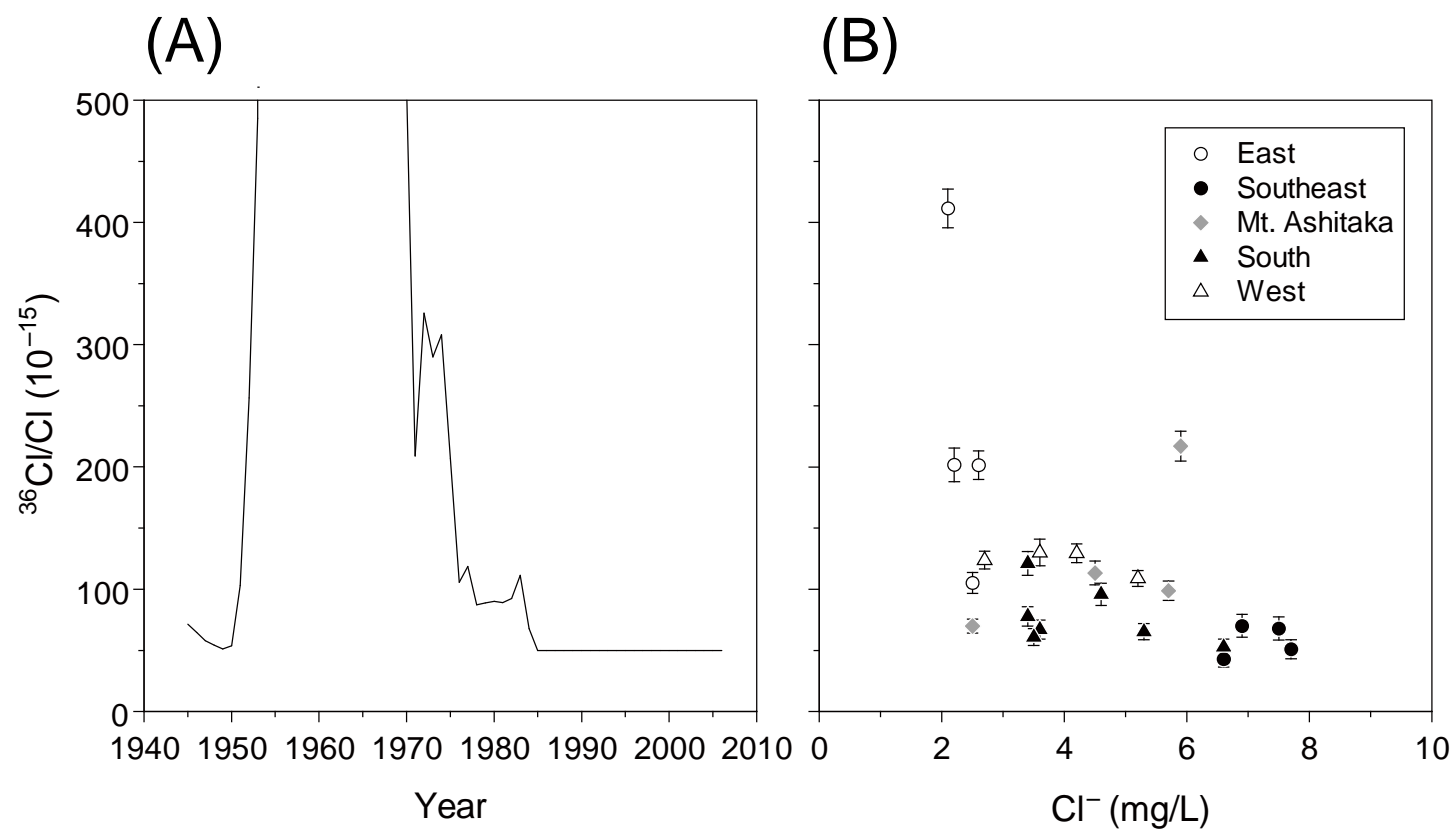 (A)
(B)
500
400
300
200
100
0
³⁶Cl/Cl (10⁻¹⁵)
1940 1950 1960 1970 1980 1990 2000 2010
Year
East
Southeast
Mt. Ashitaka
South
West
0 2 4 6 8 10
Cl⁻ (mg/L)